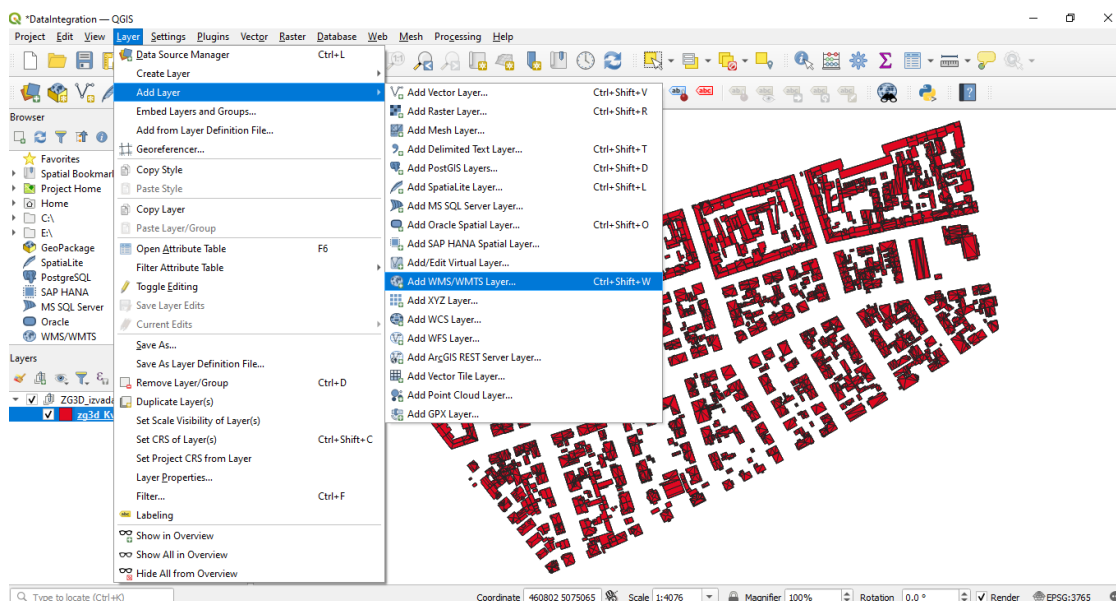 *DataIntegration — QGIS
Project Edit View Layer Settings Plugins Vector Raster Database Web Mesh Processing Help
Data Source Manager Ctrl+L
Create Layer
Add Layer
Embed Layers and Groups...
Add from Layer Definition File...
Georeferencer...
Copy Style
Paste Style
Copy Layer
Paste Layer/Group
Open Attribute Table F6
Filter Attribute Table
Toggle Editing
Save Layer Edits
Current Edits
Save As...
Save As Layer Definition File...
Remove Layer/Group Ctrl+D
Duplicate Layer(s)
Set Scale Visibility of Layer(s)
Set CRS of Layer(s) Ctrl+Shift+C
Set Project CRS from Layer
Layer Properties...
Filter... Ctrl+F
abc Labeling
Show in Overview
Show All in Overview
Hide All from Overview
Add Vector Layer... Ctrl+Shift+V
Add Raster Layer... Ctrl+Shift+R
Add Mesh Layer...
Add Delimited Text Layer... Ctrl+Shift+T
Add PostGIS Layers... Ctrl+Shift+D
Add SpatiaLite Layer... Ctrl+Shift+L
Add MS SQL Server Layer...
Add Oracle Spatial Layer... Ctrl+Shift+O
Add SAP HANA Spatial Layer...
Add/Edit Virtual Layer...
Add WMS/WMTS Layer... Ctrl+Shift+W
Add XYZ Layer...
Add WCS Layer...
Add WFS Layer...
Add ArcGIS REST Server Layer...
Add Vector Tile Layer...
Add Point Cloud Layer...
Add GPX Layer...
Browser
Favorites
Spatial Bookmar
Project Home
Home
C:\
E:\
GeoPackage
SpatiaLite
PostgreSQL
SAP HANA
MS SQL Server
Oracle
WMS/WMTS
Layers
ZG3D_izvada
zg3d_Kv
Type to locate (Ctrl+K)
Coordinate 460802 5075065 Scale 1:4076 Magnifier 100% Rotation 0.0 ° Render EPSG:3765